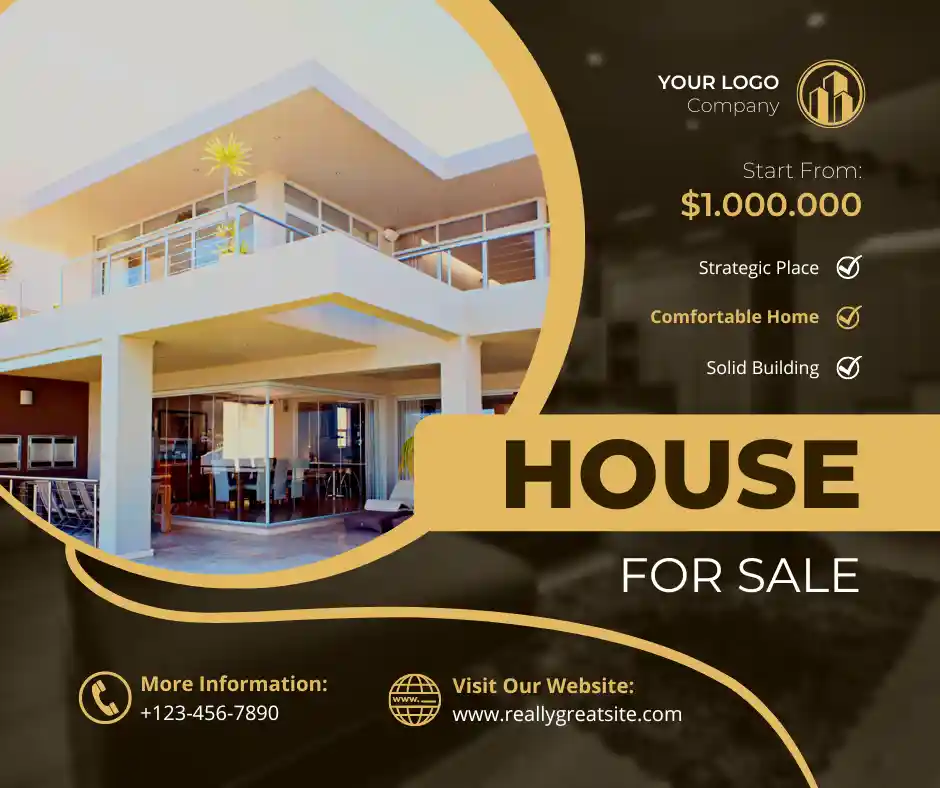 YOUR LOGO
Company
Start From:
$1.000.000
Strategic Place
Comfortable Home
Solid Building
HOUSE
FOR SALE
More Information:
+123-456-7890
www.
Visit Our Website:
www.reallygreatsite.com